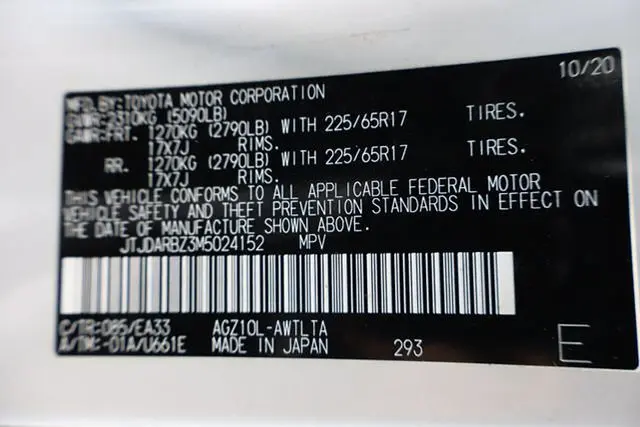 10/20
MFD.BY:TOYOTA MOTOR CORPORATION
GVWR:2310KG (5090LB)
GAWR:FRT. 1270KG (2790LB) WITH 225/65R17 TIRES.
17X7J RIMS.
RR. 1270KG (2790LB) WITH 225/65R17 TIRES.
17X7J RIMS.
THIS VEHICLE CONFORMS TO ALL APPLICABLE FEDERAL MOTOR
VEHICLE SAFETY AND THEFT PREVENTION STANDARDS IN EFFECT ON
THE DATE OF MANUFACTURE SHOWN ABOVE.
JTJDARBZ3M5024152 MPV
C/TR:085/EA33 AGZ10L-AWTLTA
A/TM:-01A/U661E MADE IN JAPAN 293 E